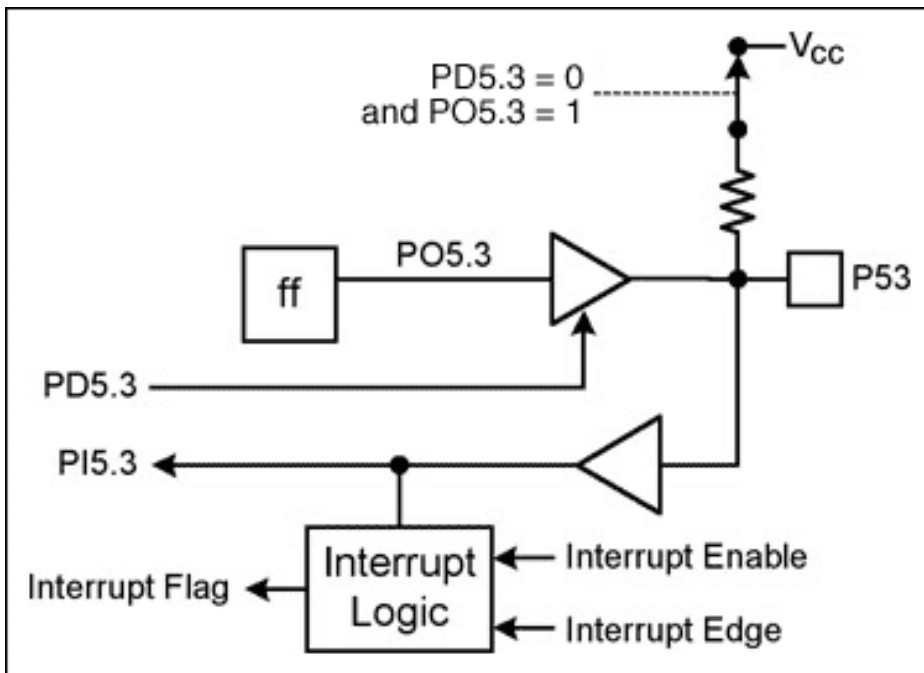 VCC
PD5.3 = 0
and PO5.3 = 1
PO5.3
ff
P53
PD5.3
PI5.3
Interrupt
Logic
Interrupt Enable
Interrupt Flag
Interrupt Edge